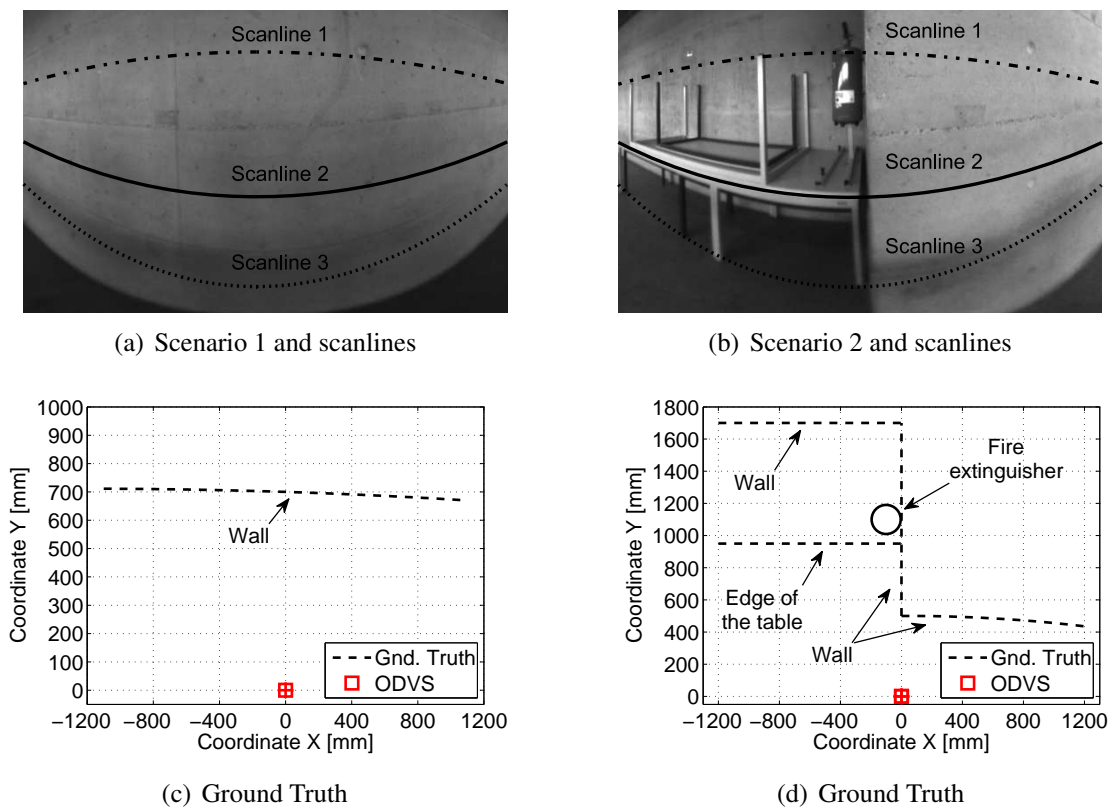 Scanline 1
Scanline 2
Scanline 3
(a) Scenario 1 and scanlines
Scanline 1
Scanline 2
Scanline 3
(b) Scenario 2 and scanlines
1000
900
800
700
600
500
400
300
200
100
0
−1200
−800
−400
0
400
800
1200
Coordinate Y [mm]
Coordinate X [mm]
Wall
Gnd. Truth
ODVS
(c) Ground Truth
1800
1600
1400
1200
1000
800
600
400
200
0
−1200
−800
−400
0
400
800
1200
Coordinate Y [mm]
Coordinate X [mm]
Wall
Fire
extinguisher
Edge of
the table
Wall
Gnd. Truth
ODVS
(d) Ground Truth